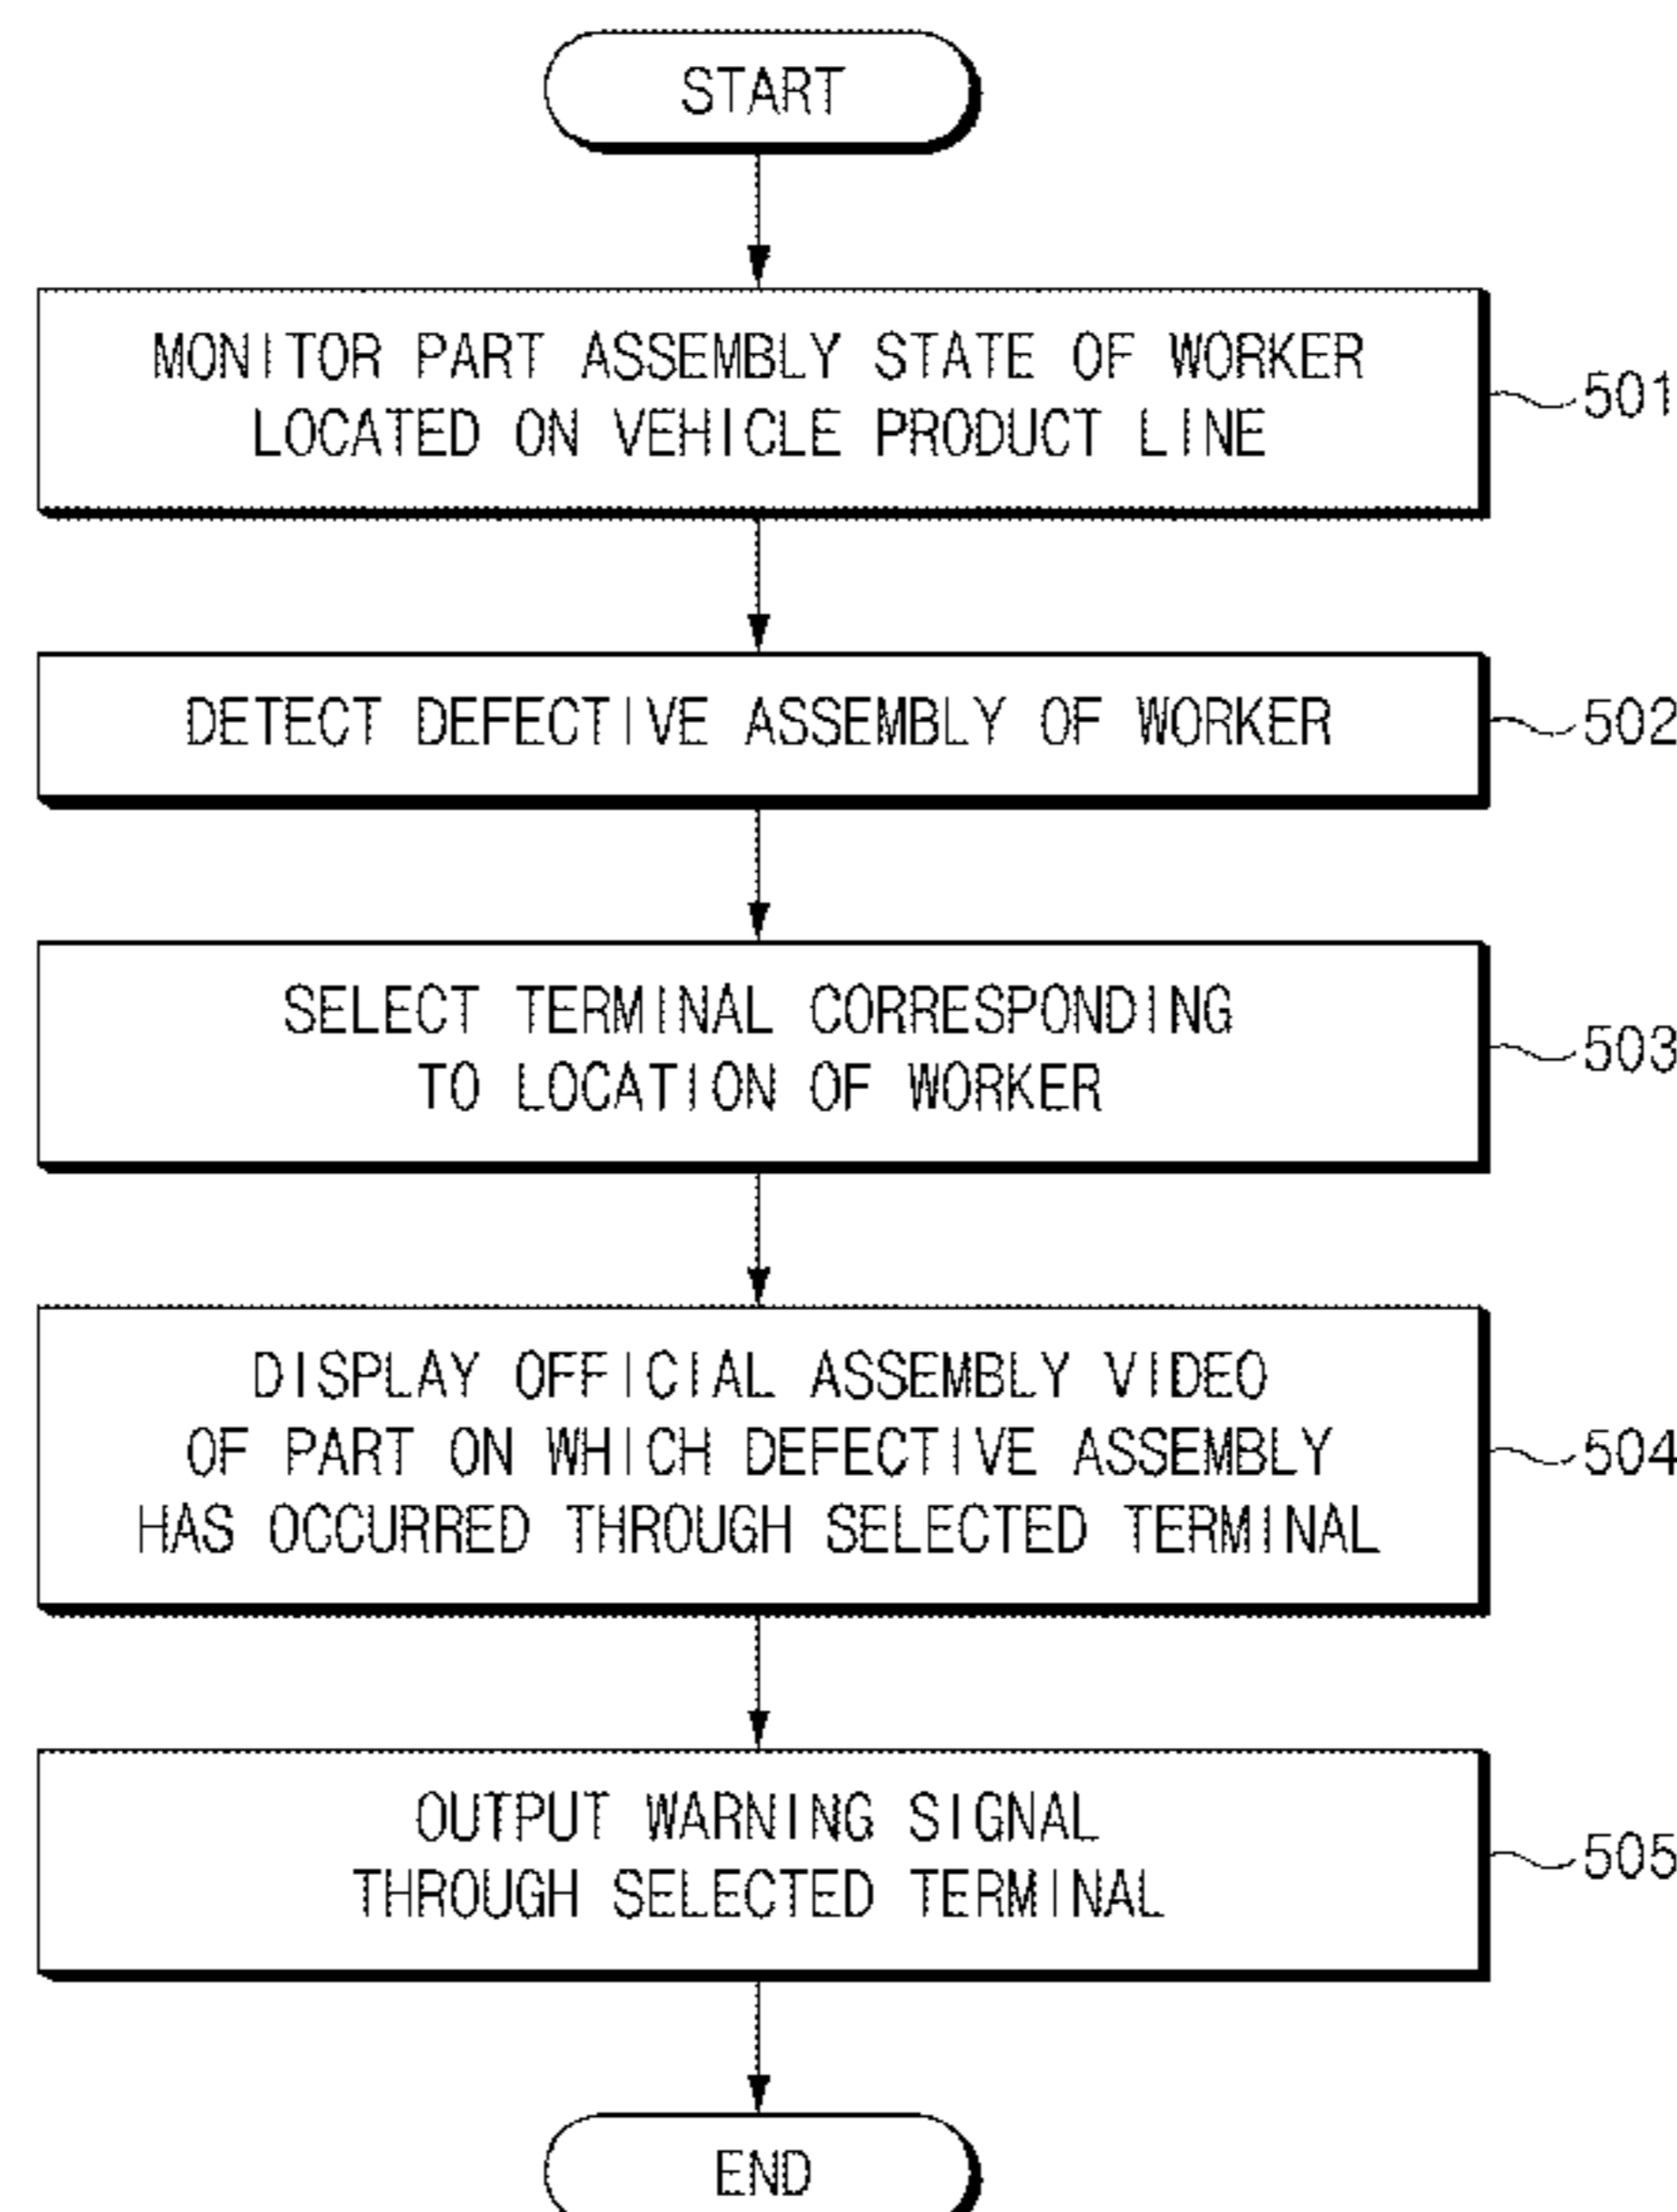 START
MONITOR PART ASSEMBLY STATE OF WORKER
LOCATED ON VEHICLE PRODUCT LINE
501
DETECT DEFECTIVE ASSEMBLY OF WORKER
502
SELECT TERMINAL CORRESPONDING
TO LOCATION OF WORKER
503
DISPLAY OFFICIAL ASSEMBLY VIDEO
OF PART ON WHICH DEFECTIVE ASSEMBLY
HAS OCCURRED THROUGH SELECTED TERMINAL
504
OUTPUT WARNING SIGNAL
THROUGH SELECTED TERMINAL
505
END